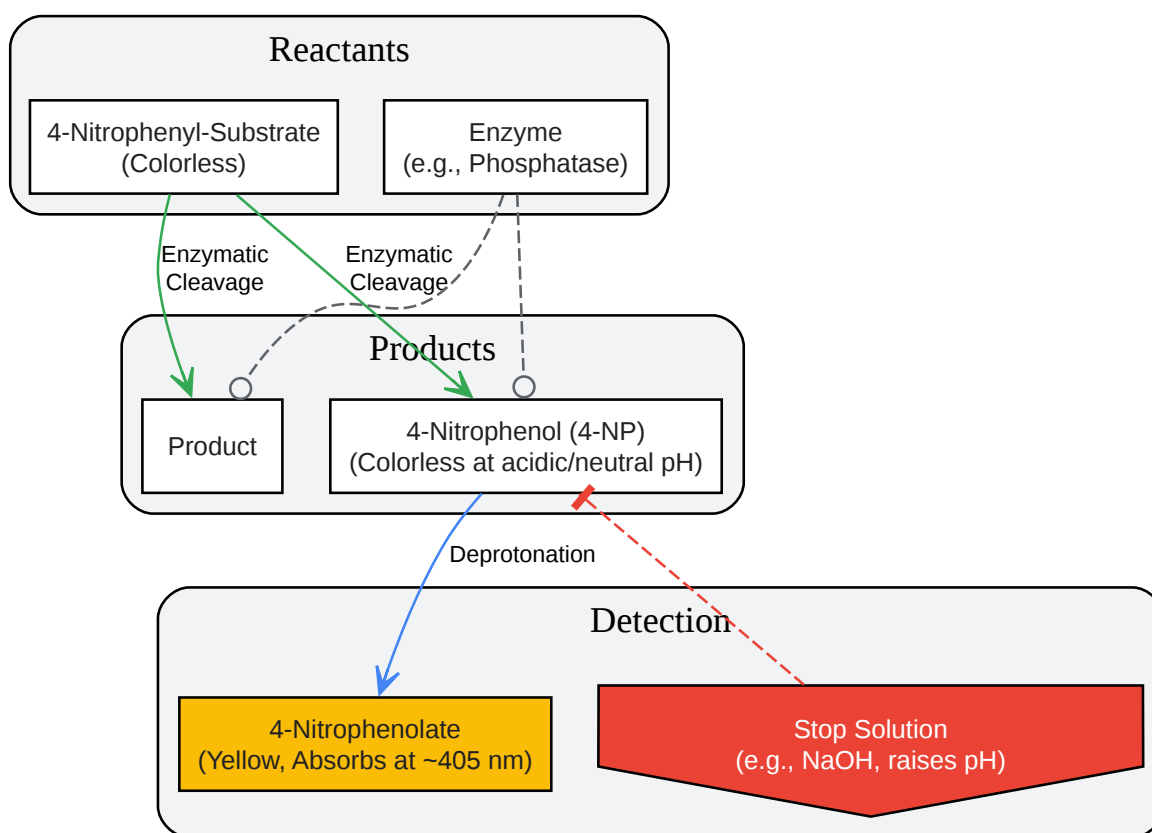 Reactants
4-Nitrophenyl-Substrate
(Colorless)
Enzyme
(e.g., Phosphatase)
Enzymatic
Cleavage
Enzymatic
Cleavage
Products
Product
4-Nitrophenol (4-NP)
(Colorless at acidic/neutral pH)
Deprotonation
Detection
4-Nitrophenolate
(Yellow, Absorbs at ~405 nm)
Stop Solution
(e.g., NaOH, raises pH)